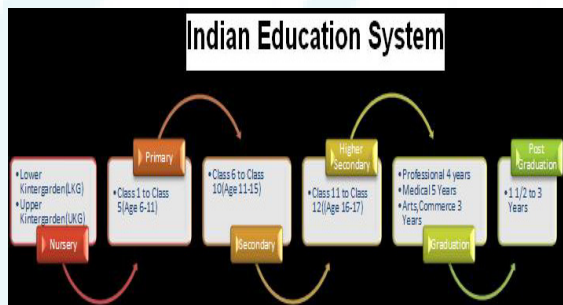 Indian Education System
•Lower
Kintergarden(LKG)
•Upper
Kintergarden(UKG)
Nursery
Primary
•Class 1 to Class
5(Age 6-11)
•Class 6 to Class
10(Age 11-15)
Secondary
Higher
Secondary
•Class 11 to Class
12((Age 16-17)
•Professional 4 years
•Medical 5 Years
•Arts,Commerce 3
Years
Graduation
Post
Graduation
•1 1/2 to 3
Years